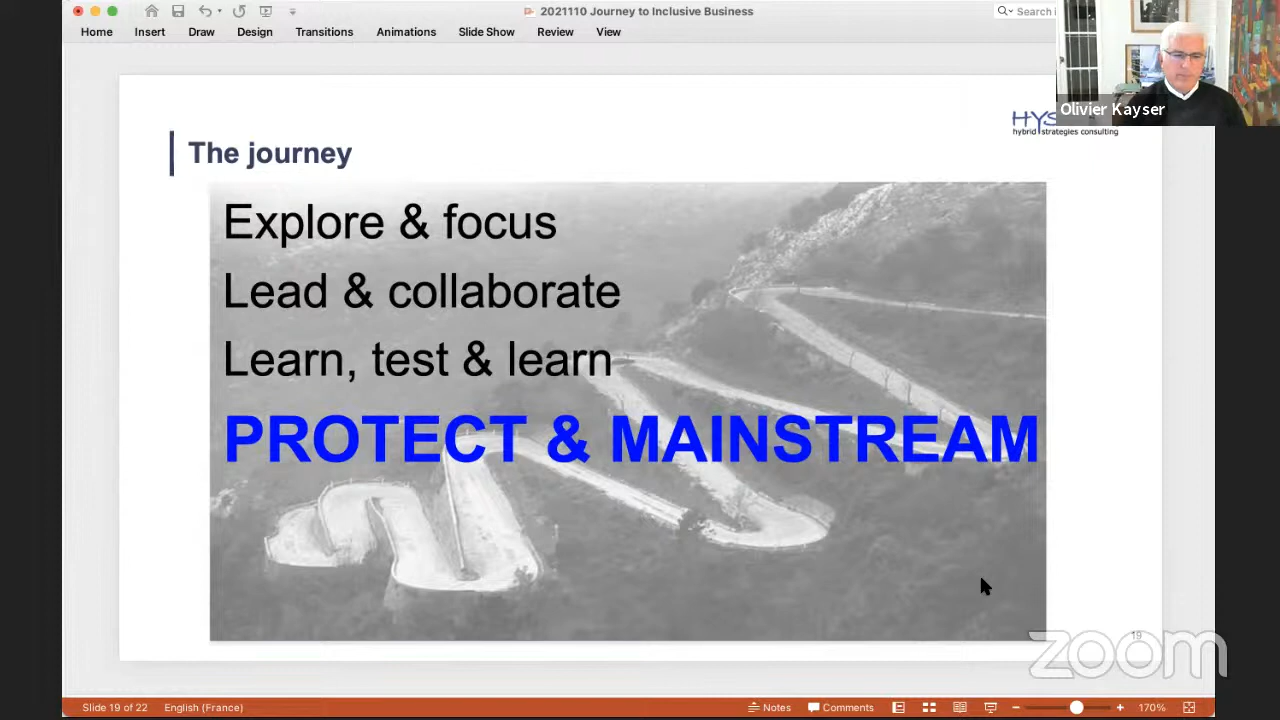 2021110 Journey to Inclusive Business
Search i
Home Insert Draw Design Transitions Animations Slide Show Review View
Olivier Kayser
HYS
hybrid strategies consulting
The journey
Explore & focus
Lead & collaborate
Learn, test & learn
PROTECT & MAINSTREAM
19
zoom
Slide 19 of 22 English (France) Notes Comments 170%